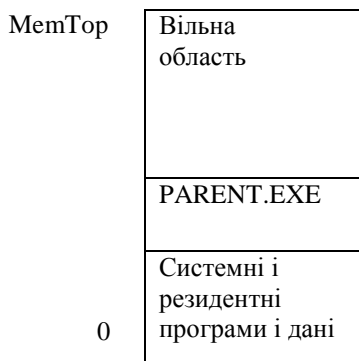 MemTop
Вільна
область
PARENT.EXE
Системні і
резидентні
0
програми і дані